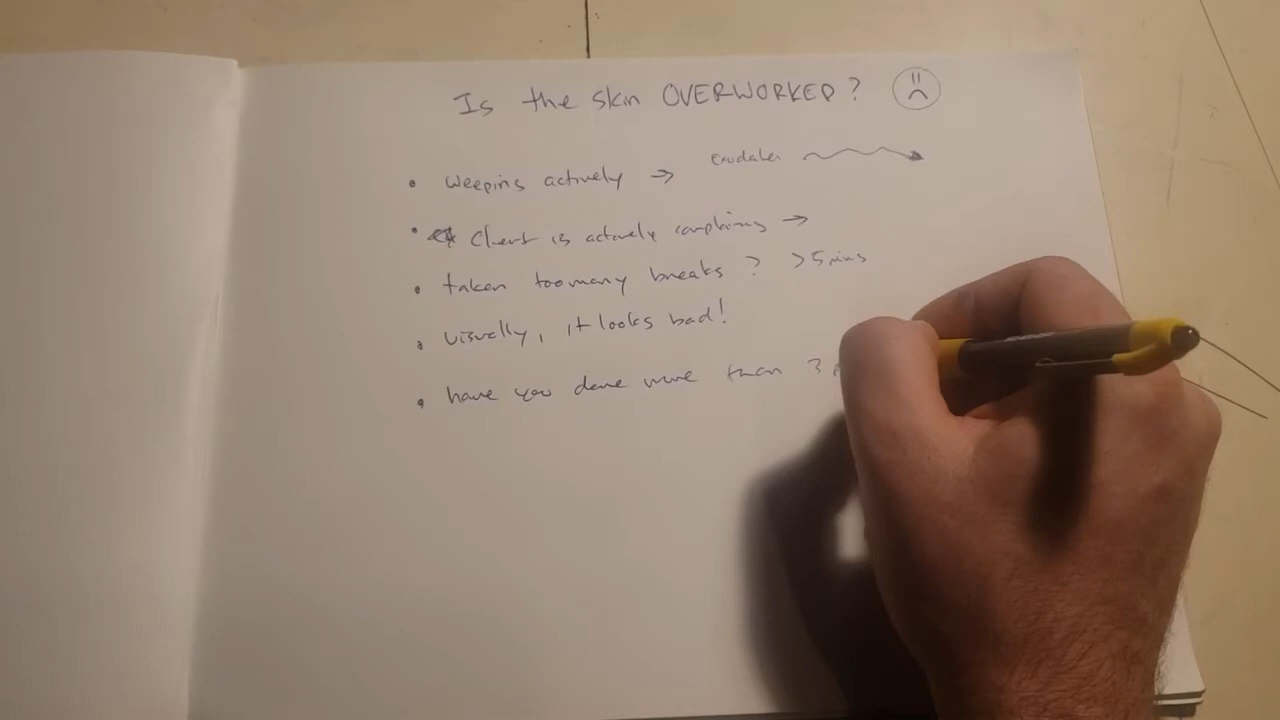 Is the skin OVERWORKED?
• weeping actively → Exudates
• Client is actively complaining →
• taken too many breaks? >5 mins
• visually, it looks bad!
• have you done more than 3 p